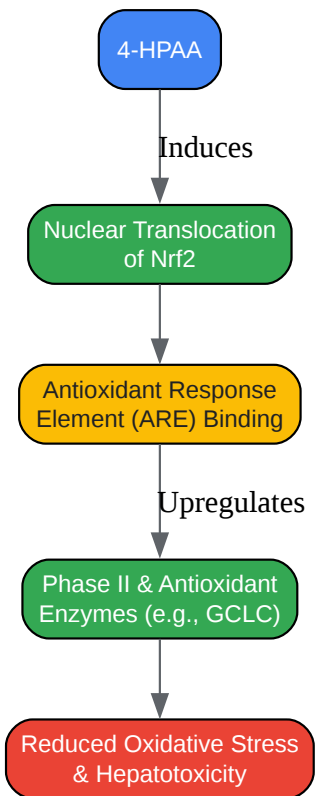 4-HPAA
Induces
Nuclear Translocation
of Nrf2
Antioxidant Response
Element (ARE) Binding
Upregulates
Phase II & Antioxidant
Enzymes (e.g., GCLC)
Reduced Oxidative Stress
& Hepatotoxicity